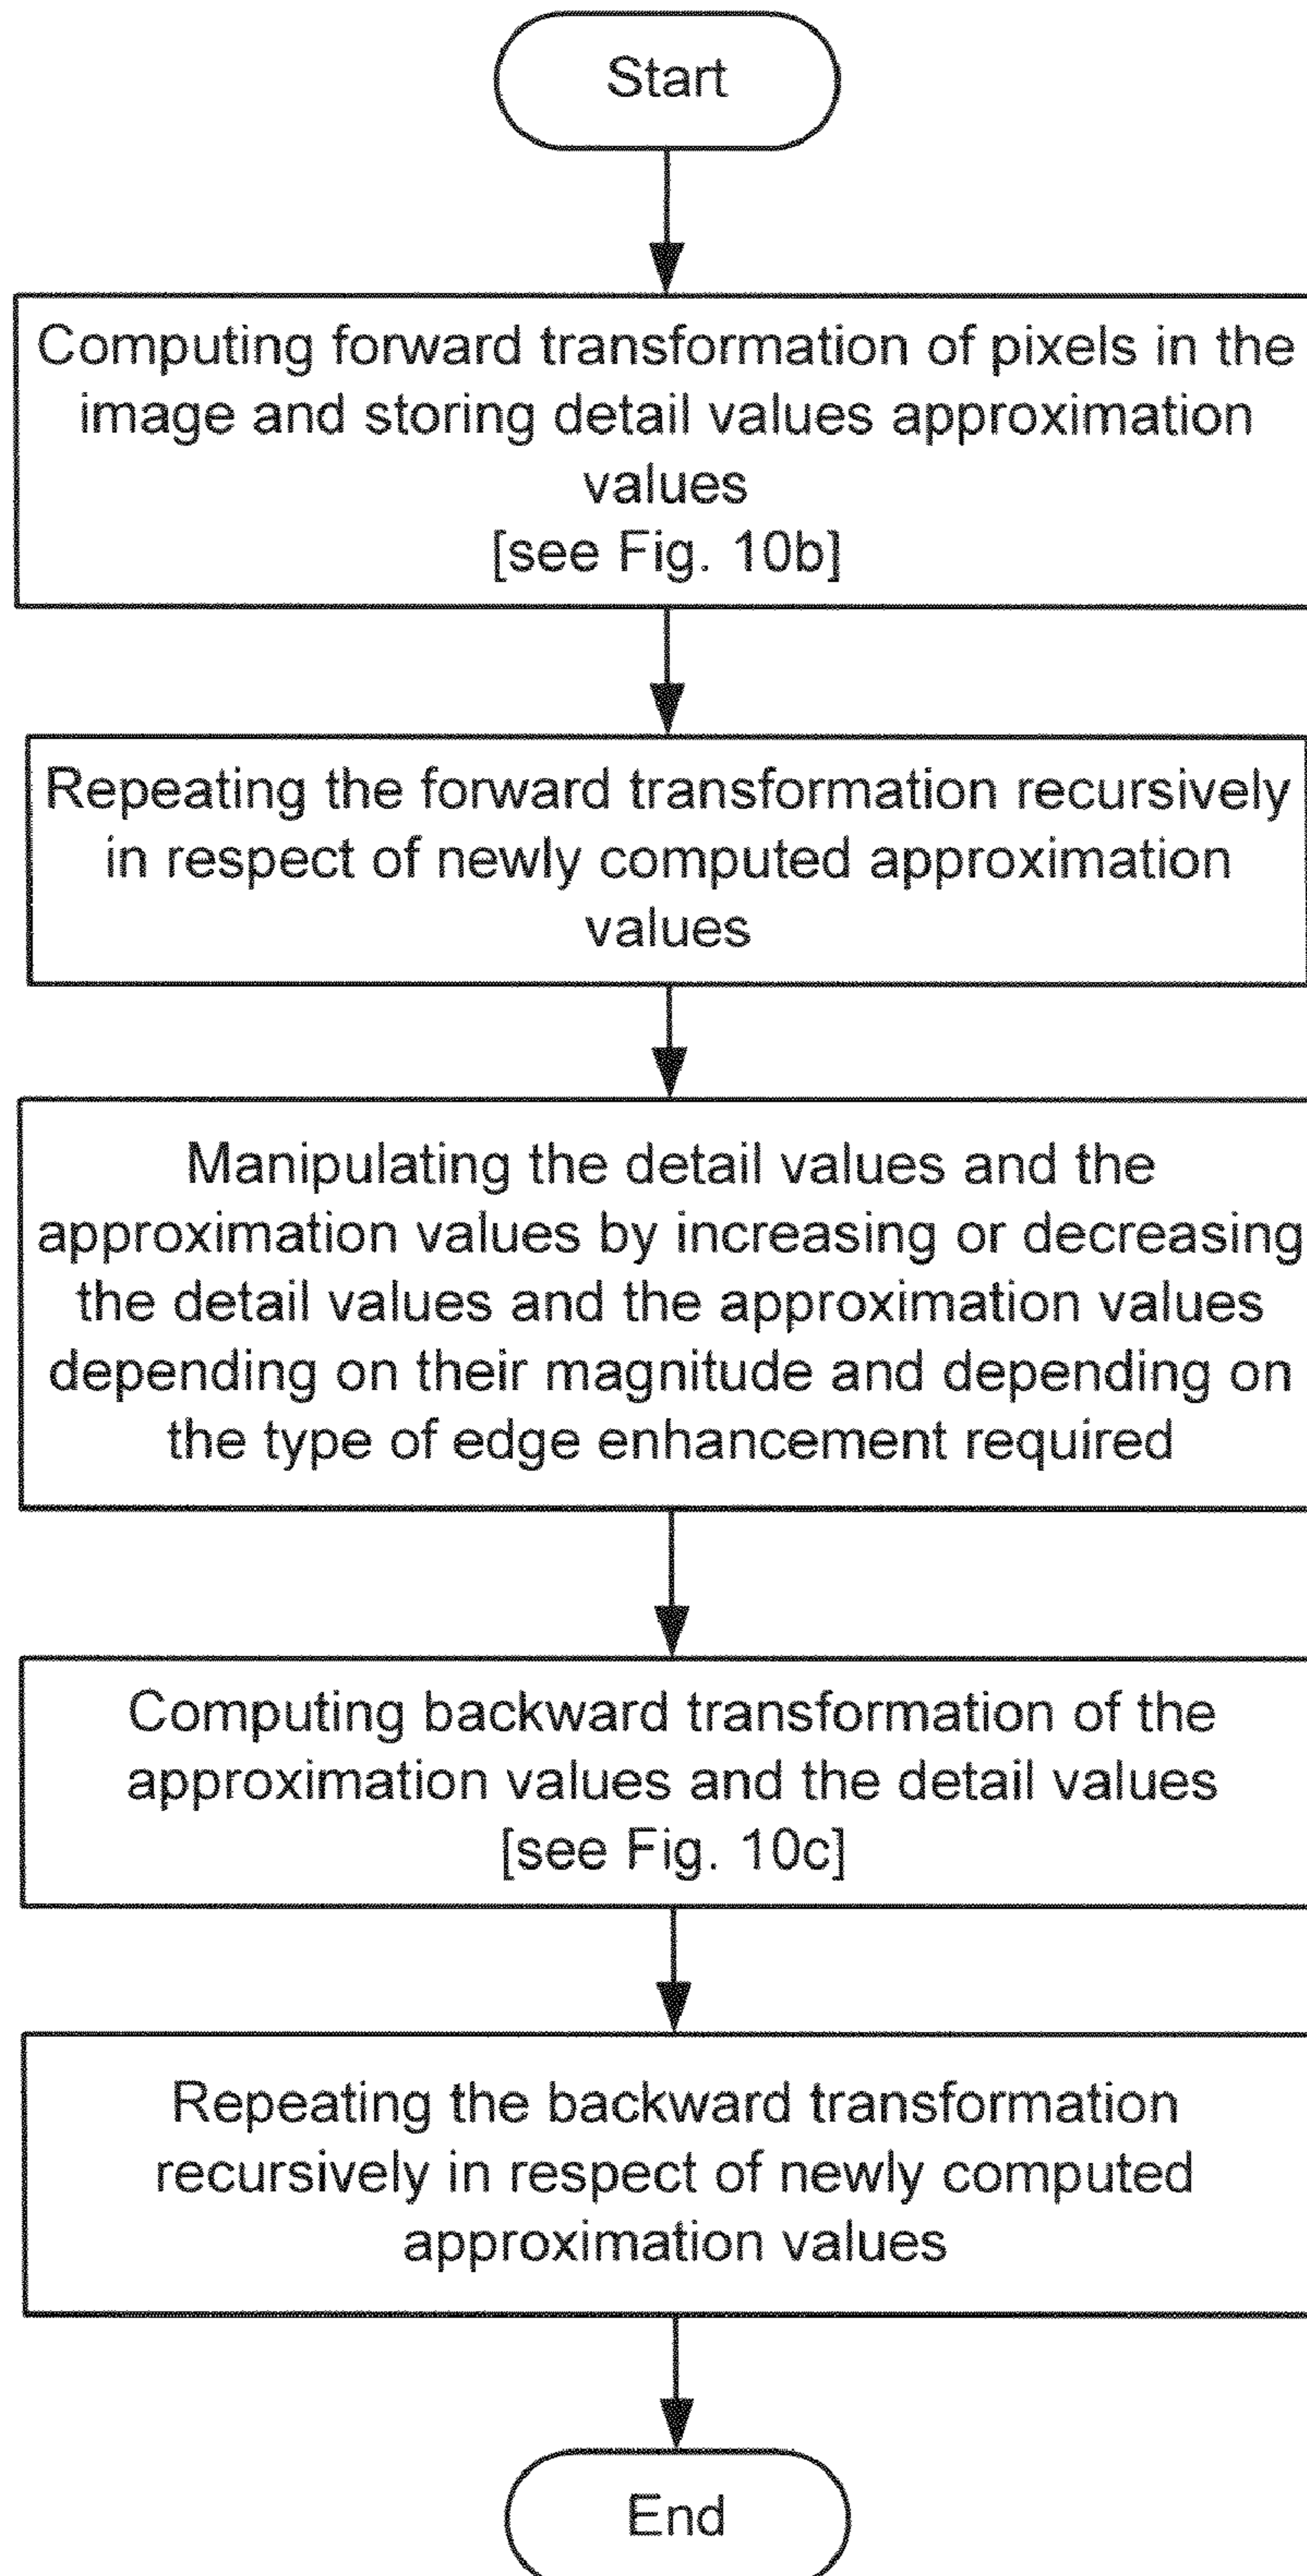 Start
Computing forward transformation of pixels in the
image and storing detail values approximation
values
[see Fig. 10b]
Repeating the forward transformation recursively
in respect of newly computed approximation
values
Manipulating the detail values and the
approximation values by increasing or decreasing
the detail values and the approximation values
depending on their magnitude and depending on
the type of edge enhancement required
Computing backward transformation of the
approximation values and the detail values
[see Fig. 10c]
Repeating the backward transformation
recursively in respect of newly computed
approximation values
End